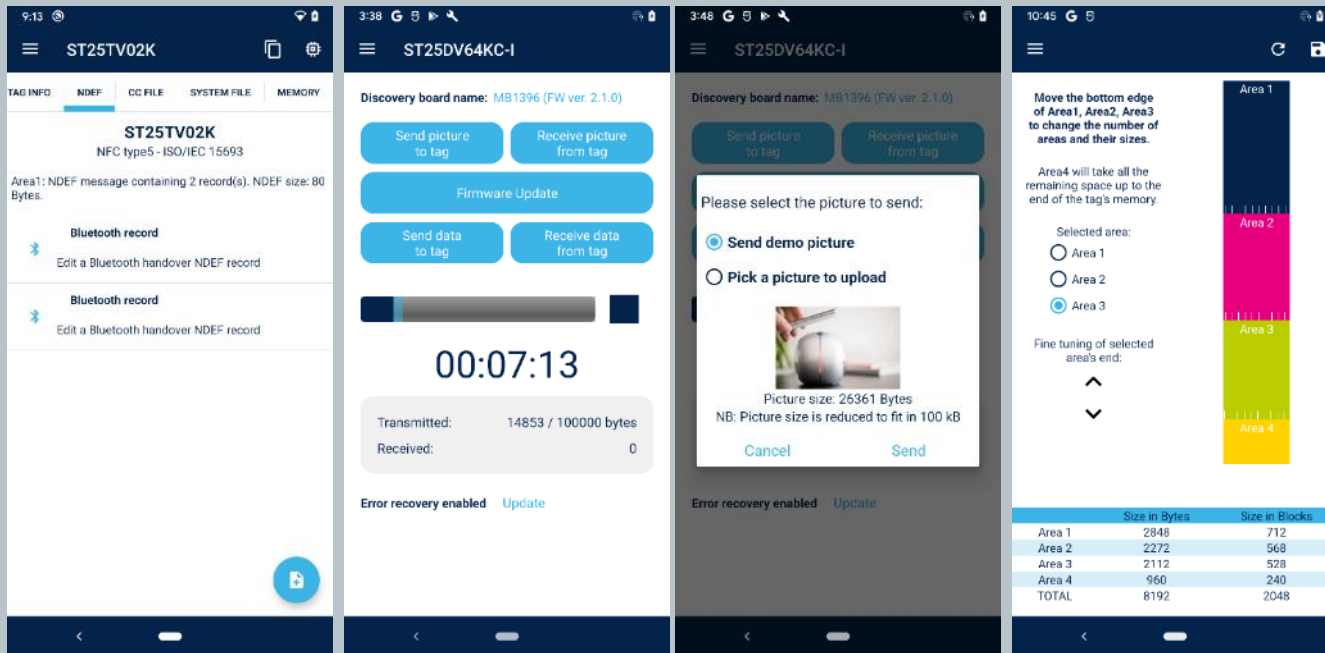 9:13
ST25TV02K
TAG INFO NDEF CC FILE SYSTEM FILE MEMORY
ST25TV02K
NFC type5 - ISO/IEC 15693
Area1: NDEF message containing 2 record(s). NDEF size: 80
Bytes.
Bluetooth record
Edit a Bluetooth handover NDEF record
Bluetooth record
Edit a Bluetooth handover NDEF record
3:38 G
ST25DV64KC-I
Discovery board name: MB1396 (FW ver. 2.1.0)
Send picture
to tag
Receive picture
from tag
Firmware Update
Send data
to tag
Receive data
from tag
00:07:13
Transmitted: 14853 / 100000 bytes
Received: 0
Error recovery enabled Update
3:48 G
ST25DV64KC-I
Discovery board name: MB1396 (FW ver. 2.1.0)
Send picture
to tag
Receive picture
from tag
Please select the picture to send:
Send demo picture
Pick a picture to upload
Picture size: 26361 Bytes
NB: Picture size is reduced to fit in 100 kB
Cancel Send
Error recovery enabled Update
10:45 G
Move the bottom edge
of Area1, Area2, Area3
to change the number of
areas and their sizes.
Area4 will take all the
remaining space up to the
end of the tag's memory.
Selected area:
Area 1
Area 2
Area 3
Fine tuning of selected
area's end:
Area 1
Area 2
Area 3
Area 4
Size in Bytes Size in Blocks
Area 1 2848 712
Area 2 2272 568
Area 3 2112 528
Area 4 960 240
TOTAL 8192 2048